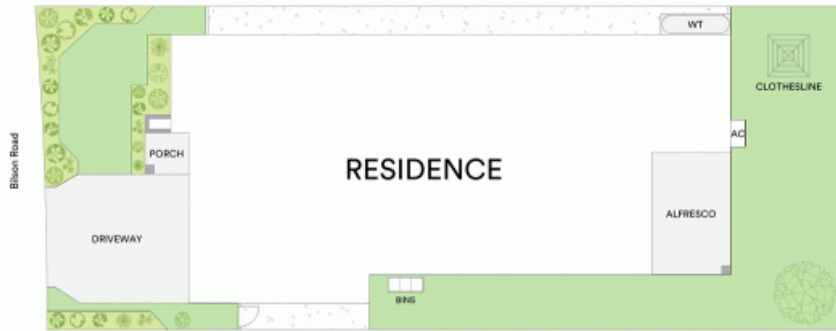 WT
CLOTHESLINE
AC
Bilson Road
PORCH
RESIDENCE
ALFRESCO
DRIVEWAY
BINS